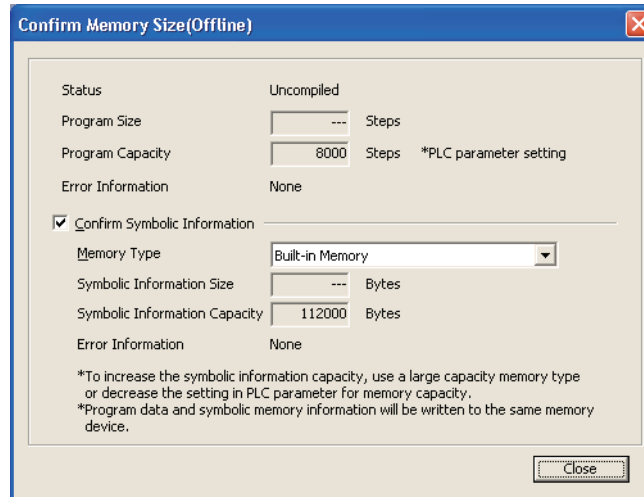 Confirm Memory Size(Offline)
Status Uncompiled
Program Size --- Steps
Program Capacity 8000 Steps *PLC parameter setting
Error Information None
Confirm Symbolic Information
Memory Type Built-in Memory
Symbolic Information Size --- Bytes
Symbolic Information Capacity 112000 Bytes
Error Information None
*To increase the symbolic information capacity, use a large capacity memory type
or decrease the setting in PLC parameter for memory capacity.
*Program data and symbolic memory information will be written to the same memory
device.
Close